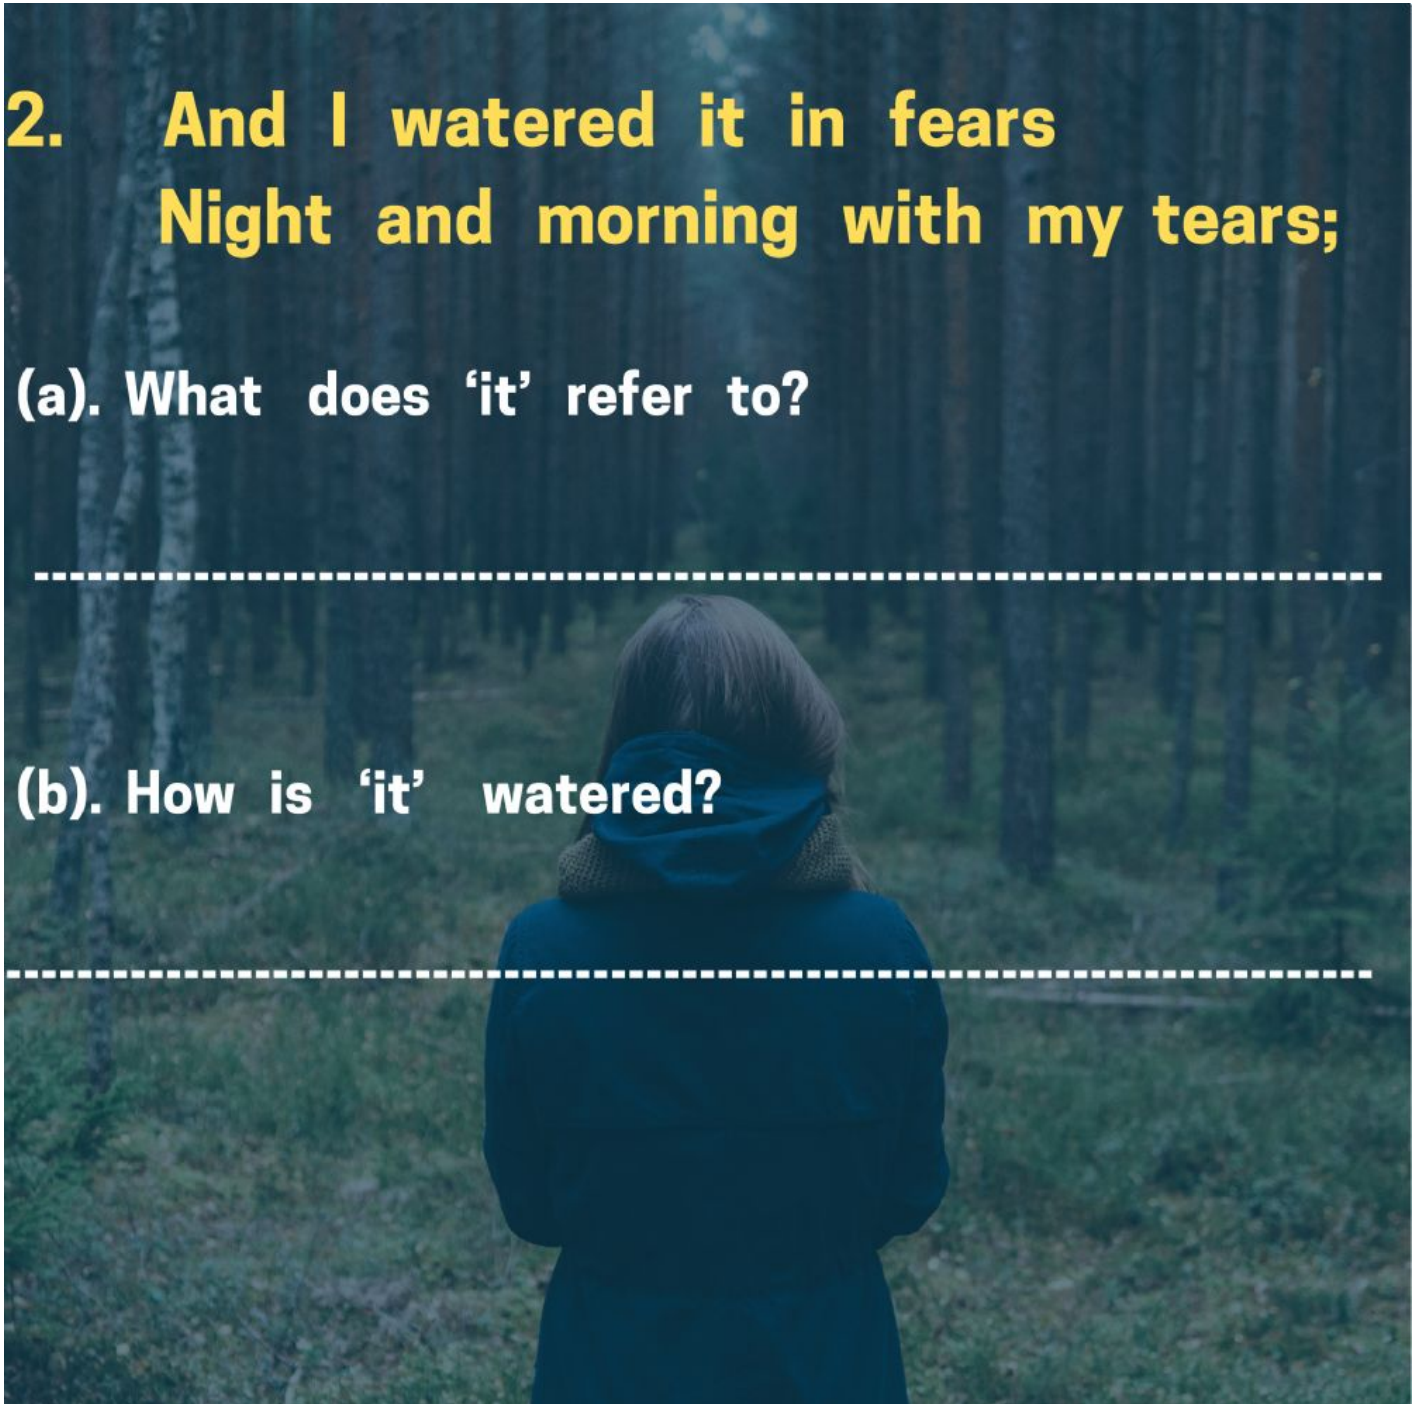 2. And I watered it in fears
Night and morning with my tears;
(a). What does ‘it’ refer to?
(b). How is ‘it’ watered?